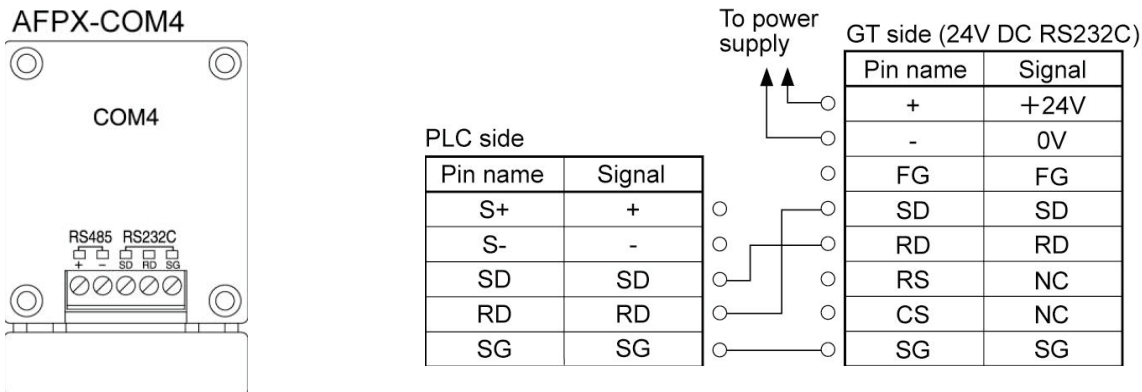 AFPX-COM4
COM4
RS485 RS232C
+ - SD RD SG
PLC side
Pin name Signal
S+ +
S- -
SD SD
RD RD
SG SG
To power
supply
GT side (24V DC RS232C)
Pin name Signal
+ +24V
- 0V
FG FG
SD SD
RD RD
RS NC
CS NC
SG SG